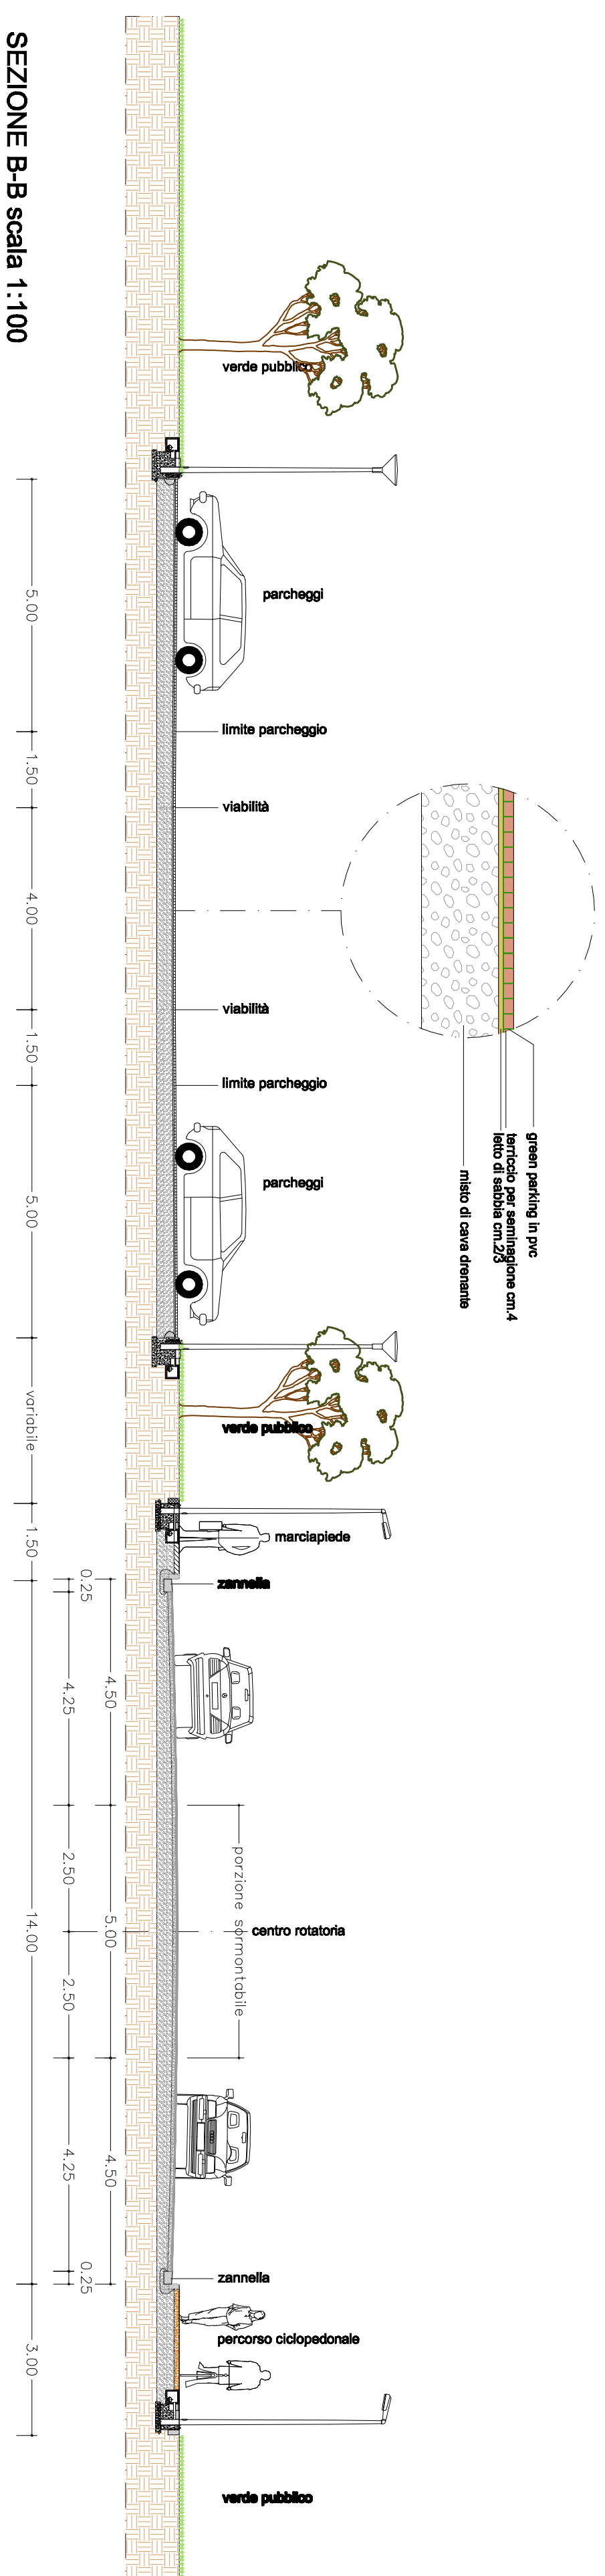 SEZIONE B-B scala 1:100
verde pubblico
parcheggi
limite parcheggio
viabilità
viabilità
limite parcheggio
parcheggi
verde pubblico
marciapiede
zannella
centro rotatoria
zannella
percorso ciclopedonale
verde pubblico
green parking in pvc
terriccio per seminagione cm.4
letto di sabbia cm.2/3
misto di cava drenante
porzione sormontabile
4.50
5.00
4.50
0.25
0.25
4.25
2.50
2.50
4.25
5.00
1.50
4.00
1.50
5.00
variabile
1.50
14.00
3.00